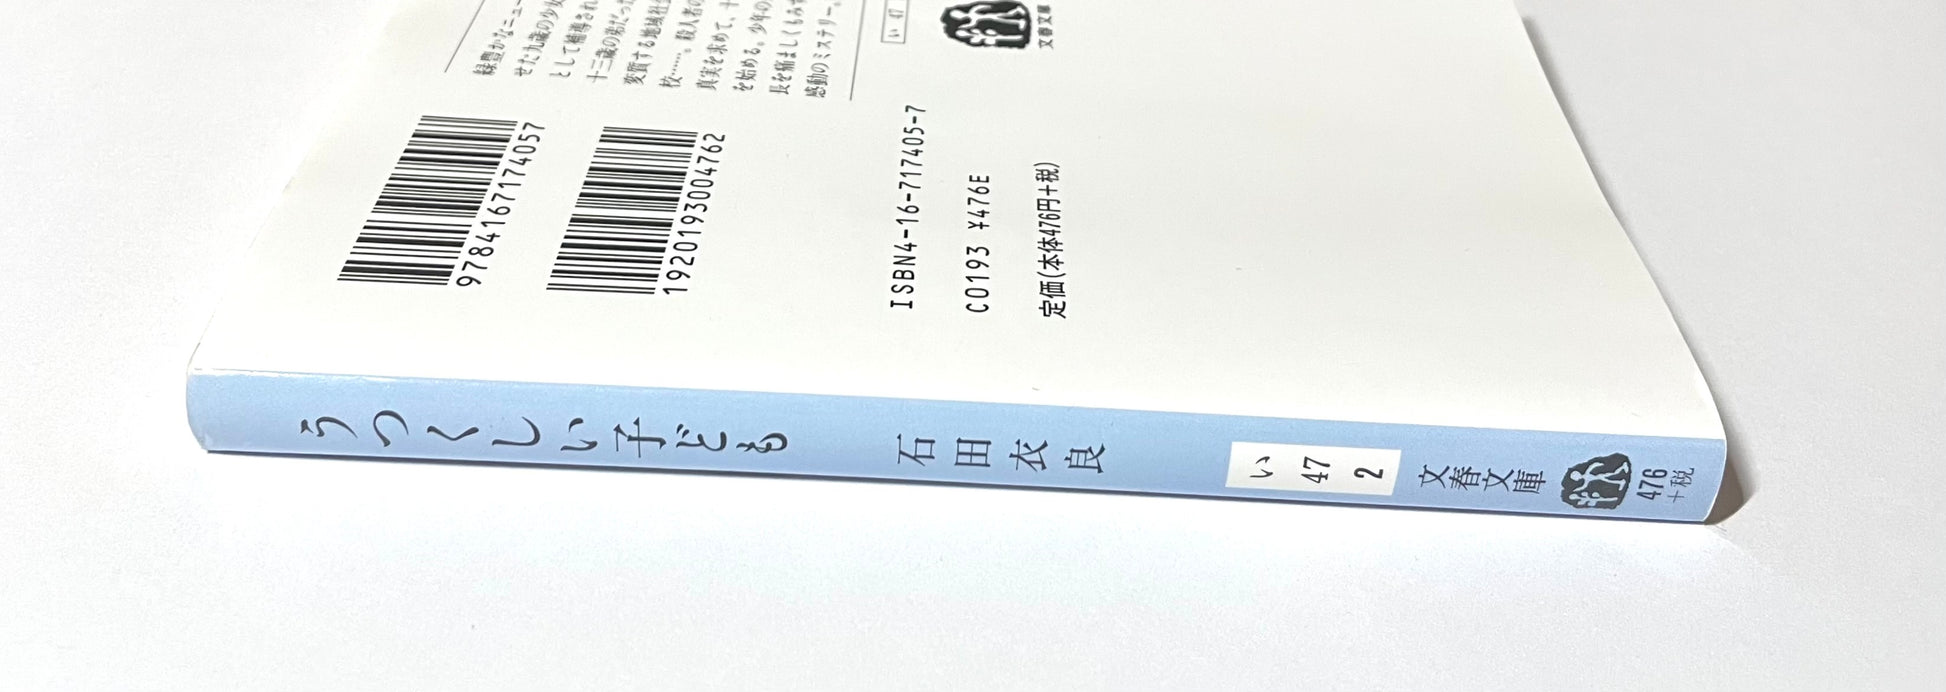 緑豊かなニュー
せた九歳の少女
として補導され
十三歳の弟だった
変貌する地域社会
校……。殺人者の
真実を求めて、十
を始める。少年の
長を痛ましくもみず
感動のミステリー。
い 47
文春文庫
9784167174057
1920193004762
ISBN4-16-717405-7
C0193 ¥476E
定価(本体476円+税)
うつくしい子ども
石田衣良
い
47
2
文春文庫
476
+税